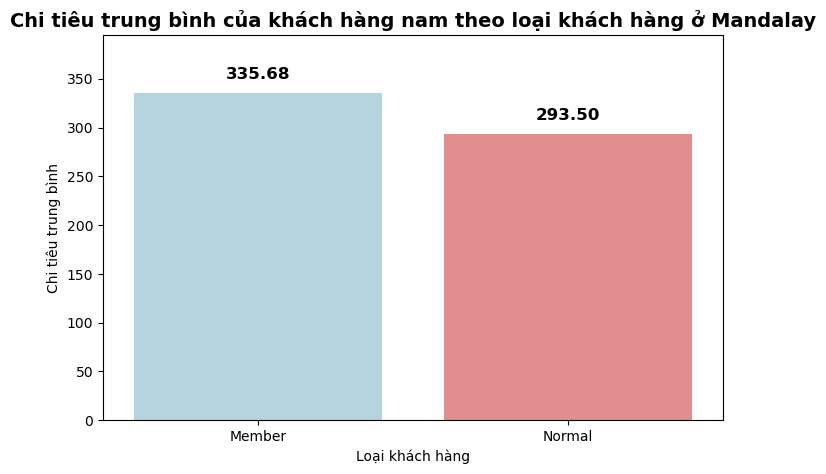 Chi tiêu trung bình của khách hàng nam theo loại khách hàng ở Mandalay
335.68
293.50
350
300
250
200
150
100
50
0
Chi tiêu trung bình
Member
Normal
Loại khách hàng